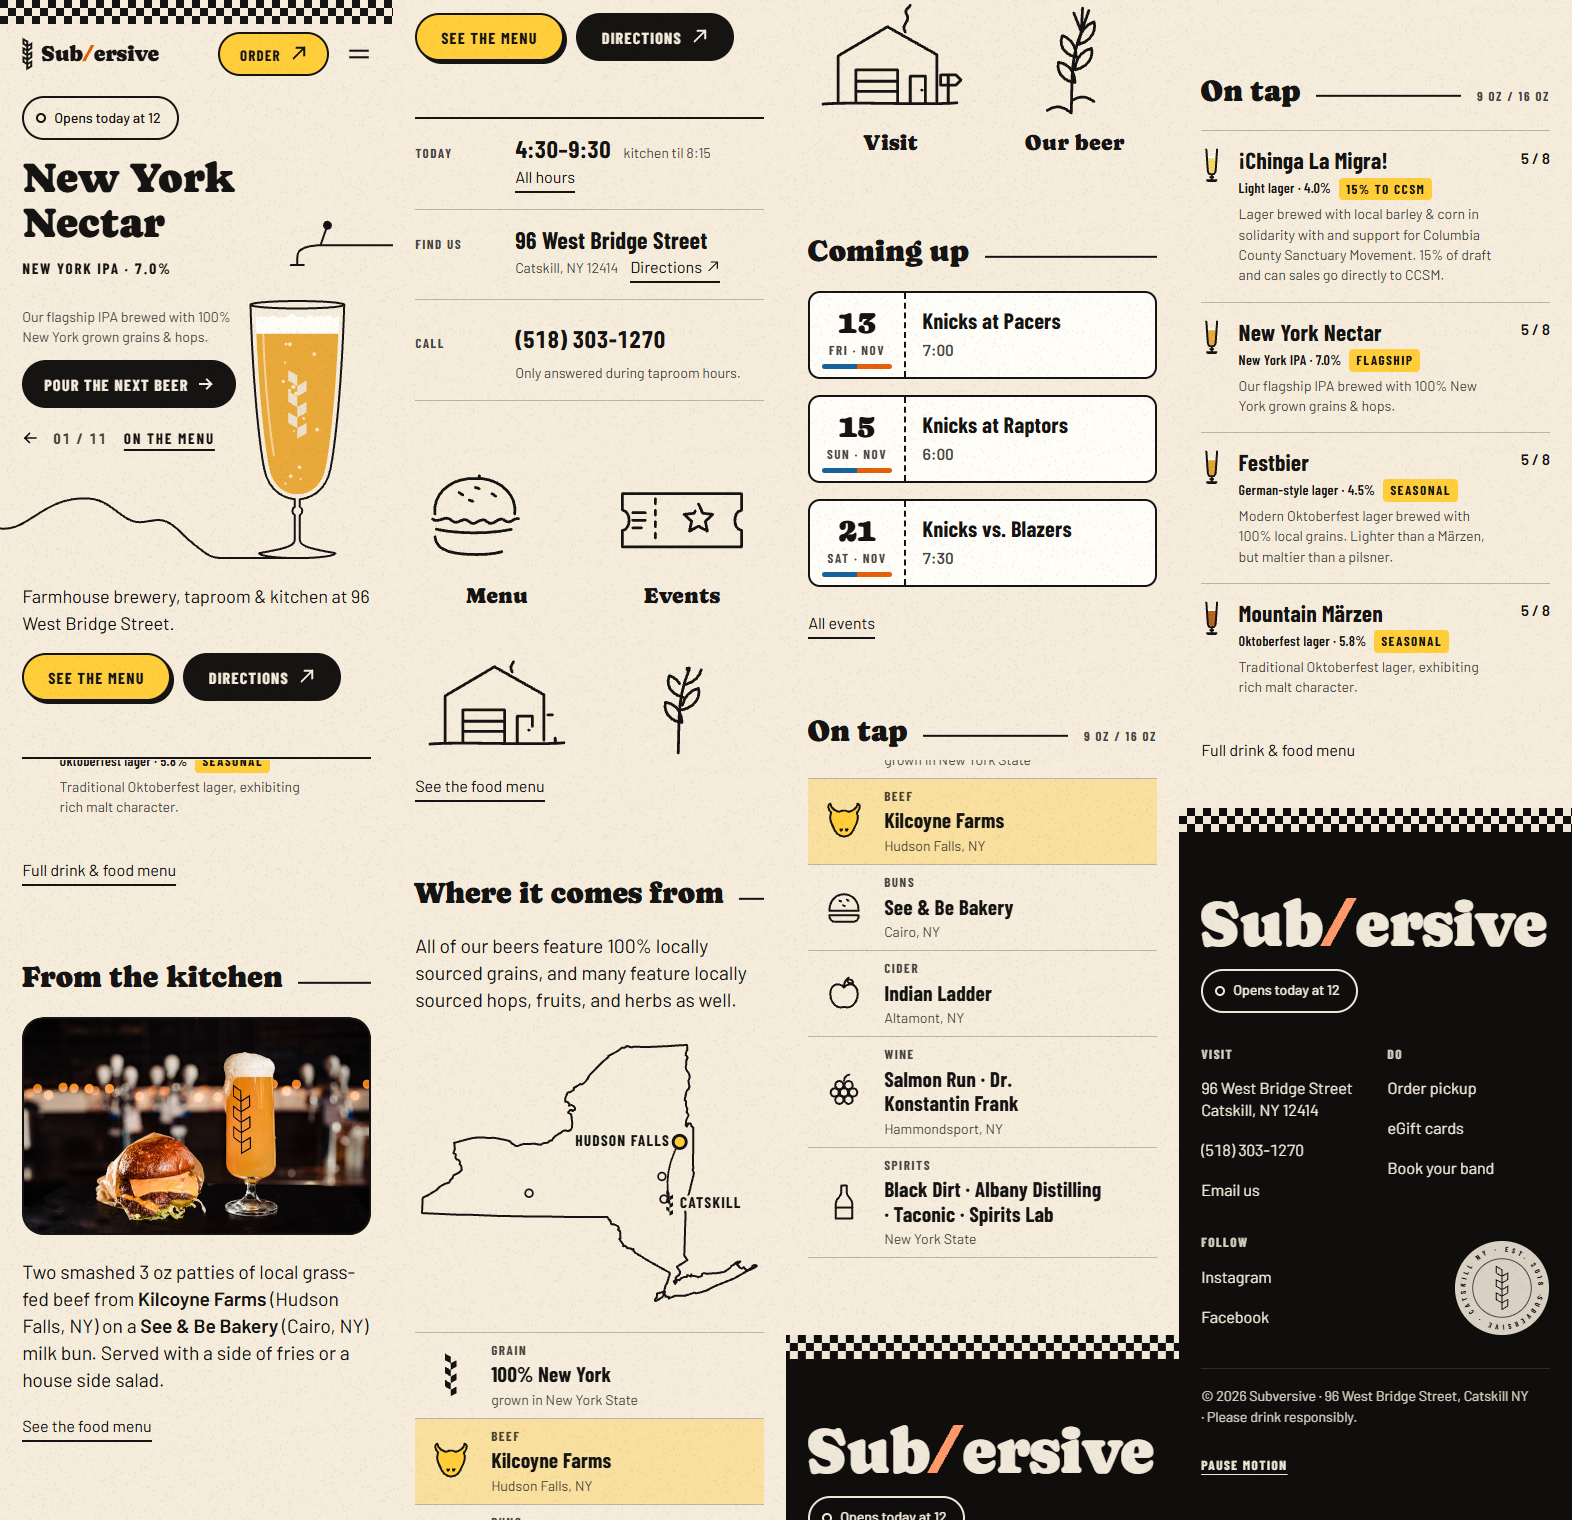 Sub/ersive
ORDER
Opens today at 12
New York
Nectar
NEW YORK IPA · 7.0%
Our flagship IPA brewed with 100%
New York grown grains & hops.
POUR THE NEXT BEER
01 / 11 ON THE MENU
Farmhouse brewery, taproom & kitchen at 96
West Bridge Street.
SEE THE MENU
DIRECTIONS
Oktoberfest lager · 5.8% SEASONAL
Traditional Oktoberfest lager, exhibiting
rich malt character.
Full drink & food menu
From the kitchen
Two smashed 3 oz patties of local grass-
fed beef from Kilcoyne Farms (Hudson
Falls, NY) on a See & Be Bakery (Cairo, NY)
milk bun. Served with a side of fries or a
house side salad.
See the food menu
SEE THE MENU
DIRECTIONS
TODAY
4:30–9:30 kitchen til 8:15
All hours
FIND US
96 West Bridge Street
Catskill, NY 12414 Directions
CALL
(518) 303-1270
Only answered during taproom hours.
Menu
Events
See the food menu
Where it comes from
All of our beers feature 100% locally
sourced grains, and many feature locally
sourced hops, fruits, and herbs as well.
HUDSON FALLS
CATSKILL
GRAIN
100% New York
grown in New York State
BEEF
Kilcoyne Farms
Hudson Falls, NY
BUNS
Visit
Our beer
Coming up
13
FRI · NOV
Knicks at Pacers
7:00
15
SUN · NOV
Knicks at Raptors
6:00
21
SAT · NOV
Knicks vs. Blazers
7:30
All events
On tap
9 OZ / 16 OZ
grown in New York State
BEEF
Kilcoyne Farms
Hudson Falls, NY
BUNS
See & Be Bakery
Cairo, NY
CIDER
Indian Ladder
Altamont, NY
WINE
Salmon Run · Dr.
Konstantin Frank
Hammondsport, NY
SPIRITS
Black Dirt · Albany Distilling
· Taconic · Spirits Lab
New York State
Sub/ersive
Opens today at 12
On tap
9 OZ / 16 OZ
¡Chinga La Migra! 5 / 8
Light lager · 4.0% 15% TO CCSM
Lager brewed with local barley & corn in
solidarity with and support for Columbia
County Sanctuary Movement. 15% of draft
and can sales go directly to CCSM.
New York Nectar 5 / 8
New York IPA · 7.0% FLAGSHIP
Our flagship IPA brewed with 100% New
York grown grains & hops.
Festbier 5 / 8
German-style lager · 4.5% SEASONAL
Modern Oktoberfest lager brewed with
100% local grains. Lighter than a Märzen,
but maltier than a pilsner.
Mountain Märzen 5 / 8
Oktoberfest lager · 5.8% SEASONAL
Traditional Oktoberfest lager, exhibiting
rich malt character.
Full drink & food menu
Sub/ersive
Opens today at 12
VISIT
96 West Bridge Street
Catskill, NY 12414
(518) 303-1270
Email us
DO
Order pickup
eGift cards
Book your band
FOLLOW
Instagram
Facebook
SUBVERSIVE · CATSKILL NY · EST. 2019 ·
© 2026 Subversive · 96 West Bridge Street, Catskill NY
· Please drink responsibly.
PAUSE MOTION